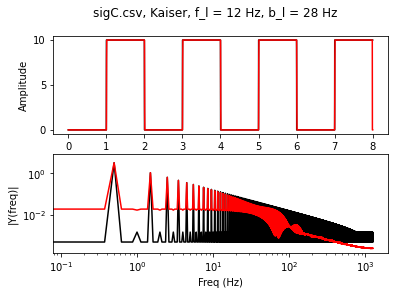 sigC.csv, Kaiser, f_l = 12 Hz, b_l = 28 Hz
10
5
0
Amplitude
0 1 2 3 4 5 6 7 8
10⁰
10⁻²
|Y(freq)|
10⁻¹ 10⁰ 10¹ 10² 10³
Freq (Hz)